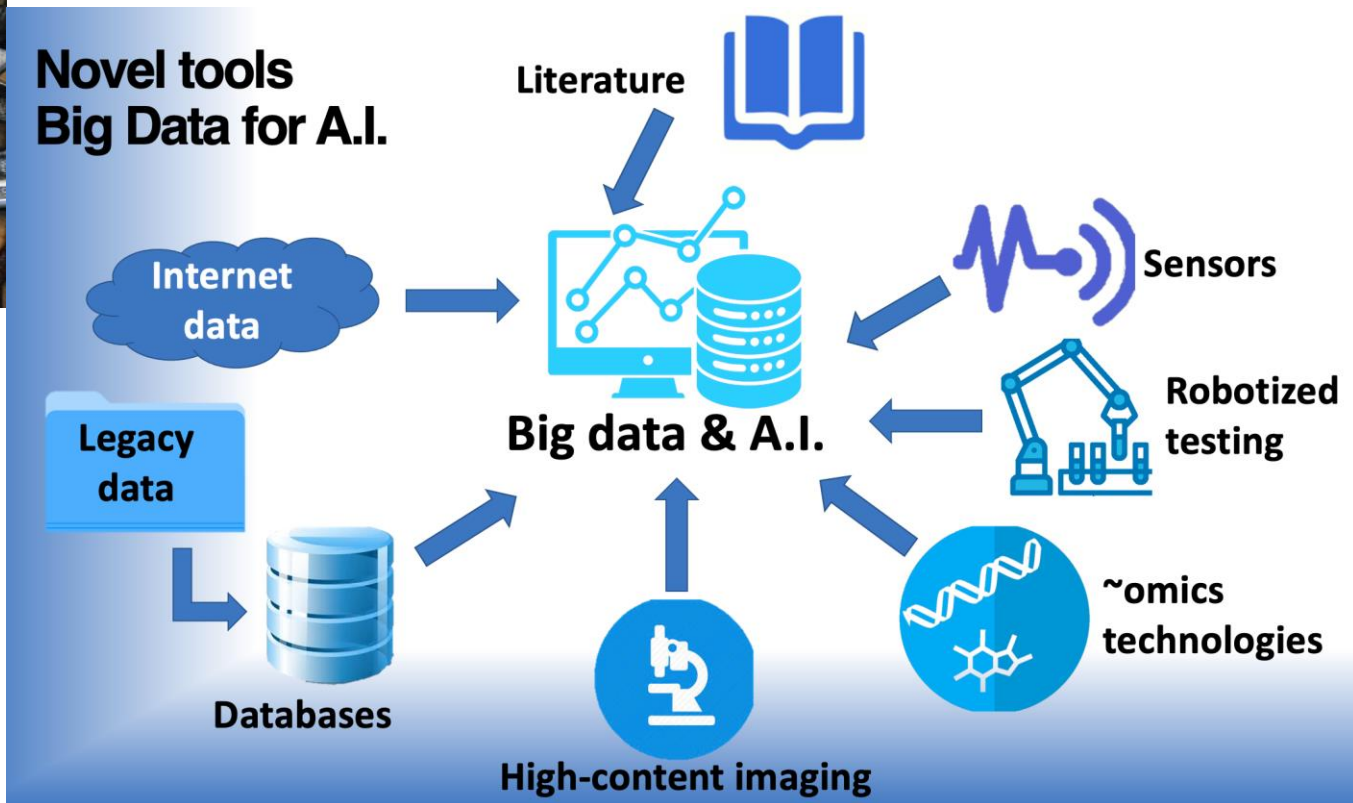 Novel tools
Big Data for A.I.
Literature
Internet
data
Sensors
Legacy
data
Big data & A.I.
Robotized
testing
Databases
~omics
technologies
High-content imaging